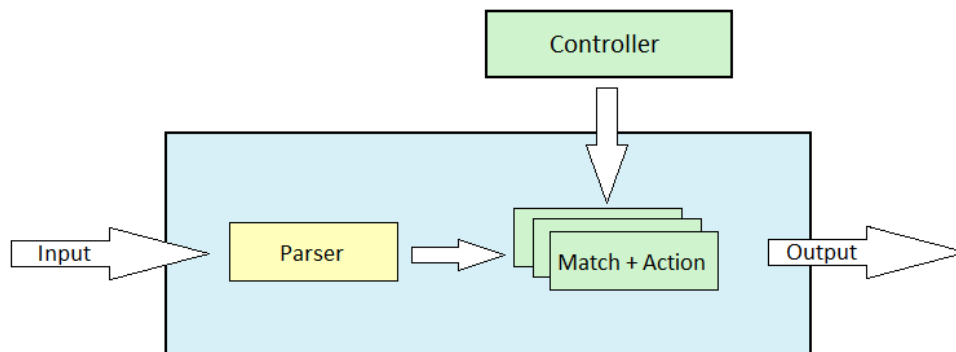 Controller
Input
Parser
Match + Action
Output